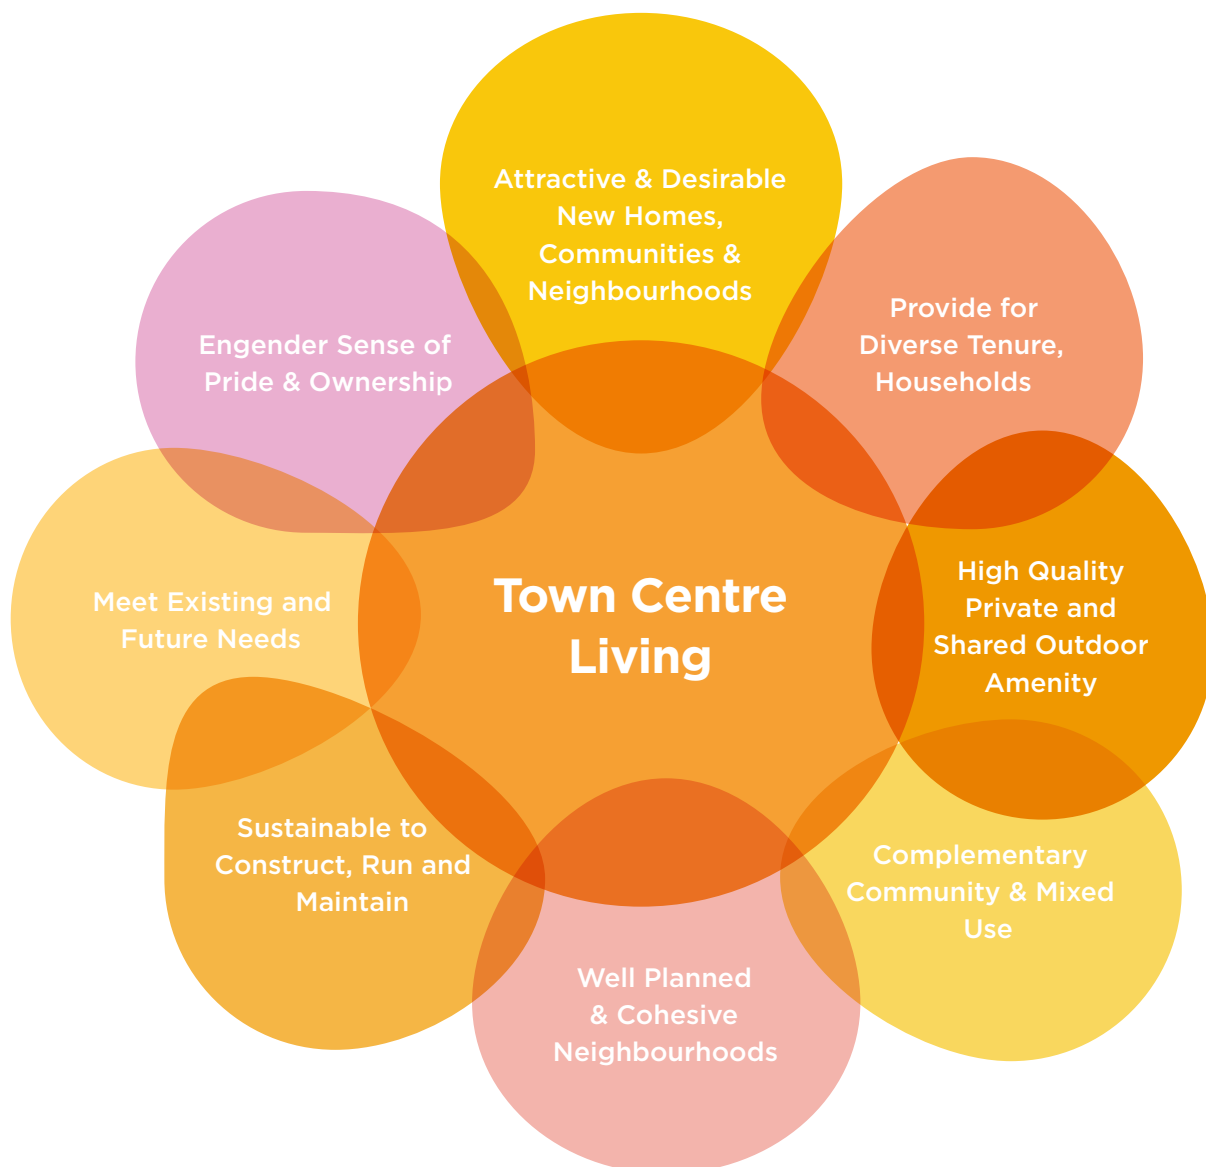 Attractive & Desirable
New Homes,
Communities &
Neighbourhoods
Provide for
Diverse Tenure,
Households
High Quality
Private and
Shared Outdoor
Amenity
Complementary
Community & Mixed
Use
Well Planned
& Cohesive
Neighbourhoods
Sustainable to
Construct, Run and
Maintain
Meet Existing and
Future Needs
Engender Sense of
Pride & Ownership
Town Centre
Living